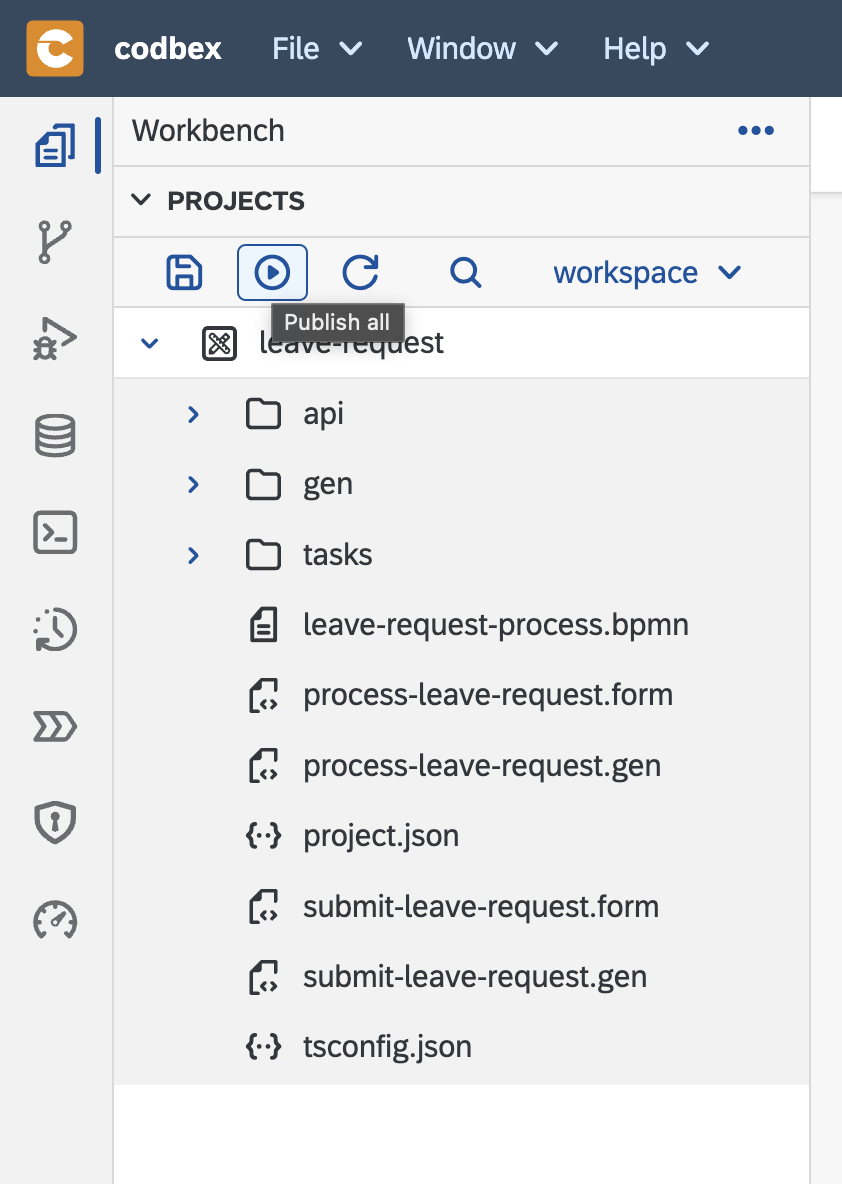 codbex File Window Help
Workbench
PROJECTS
workspace
Publish all
leave-request
api
gen
tasks
leave-request-process.bpmn
process-leave-request.form
process-leave-request.gen
project.json
submit-leave-request.form
submit-leave-request.gen
tsconfig.json